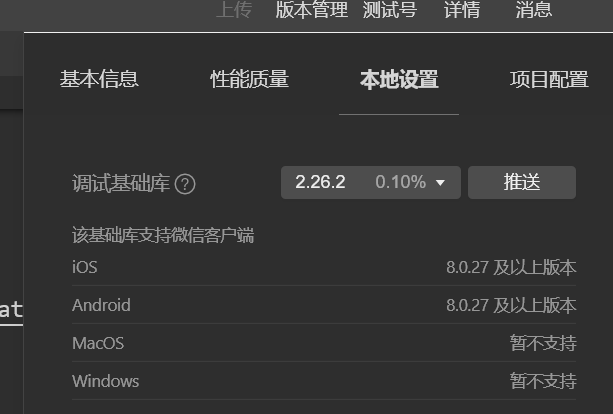 上传 版本管理 测试号 详情 消息
基本信息 性能质量 本地设置 项目配置
调试基础库 ? 2.26.2 0.10% 推送
该基础库支持微信客户端
iOS 8.0.27 及以上版本
at
Android 8.0.27 及以上版本
MacOS 暂不支持
Windows 暂不支持